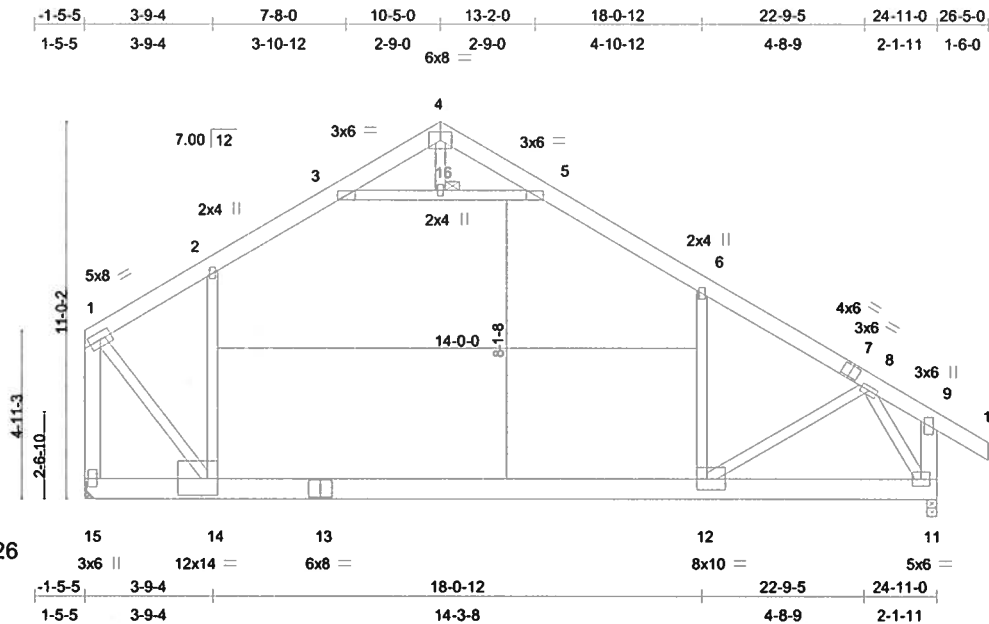 -1-5-5 3-9-4 7-8-0 10-5-0 13-2-0 18-0-12 22-9-5 24-11-0 26-5-0
1-5-5 3-9-4 3-10-12 2-9-0 2-9-0 4-10-12 4-8-9 2-1-11 1-6-0
6x8 =
4
7.00 12
3x6 =
3x6 =
3
16
5
2x4 ||
2x4 ||
2x4 ||
2
6
5x8 =
1
11-0-2
4x6
3x6
14-0-0
8-1-8
7 8
3x6 ||
9
1
4-11-3
2-6-10
15 14 13 12 11
26
3x6 || 12x14 = 6x8 = 8x10 = 5x6 =
-1-5-5 3-9-4 18-0-12 22-9-5 24-11-0
1-5-5 3-9-4 14-3-8 4-8-9 2-1-11